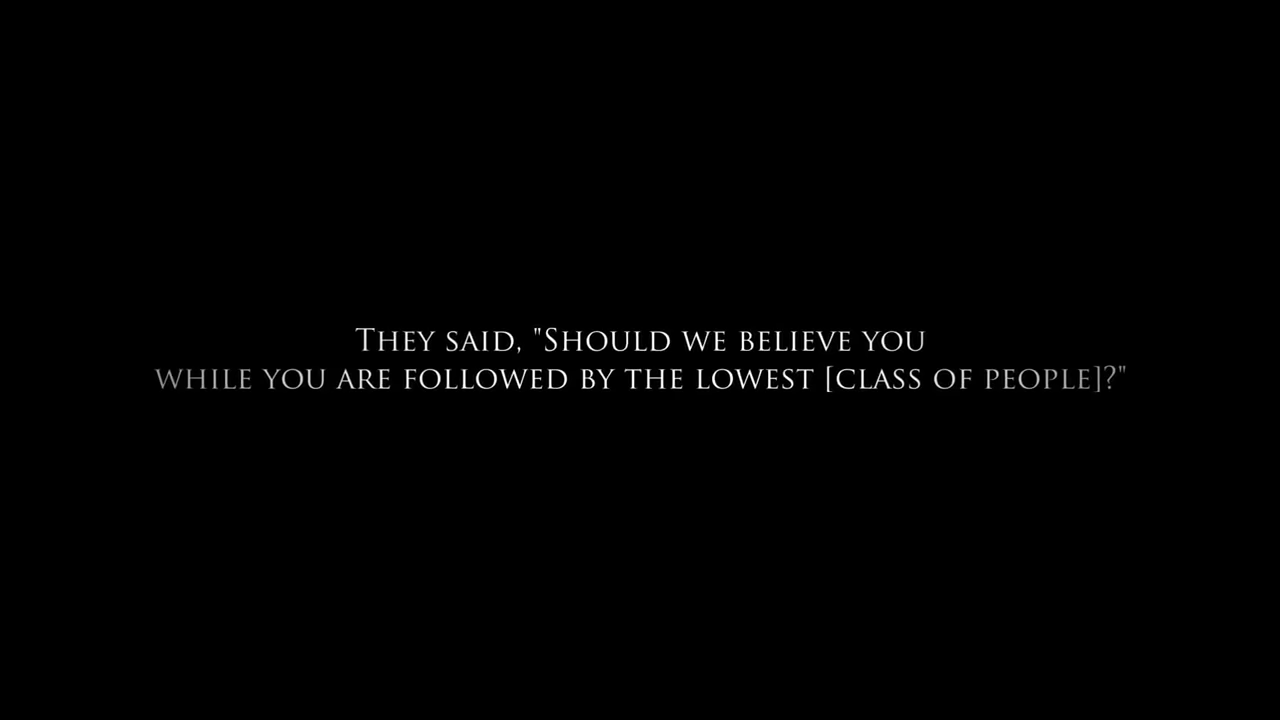 They said, "Should we believe you
while you are followed by the lowest [class of people]?"